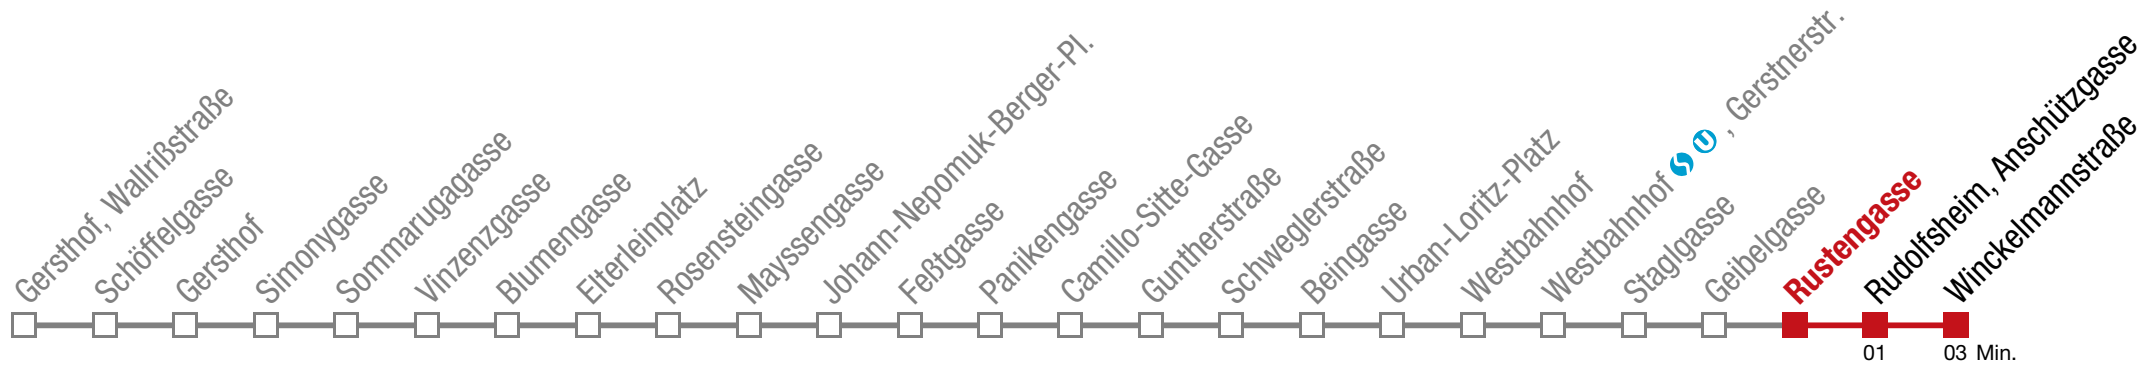 Gersthof, Wallrißstraße
Schöffelgasse
Gersthof
Simonygasse
Sommarugagasse
Vinzenzgasse
Blumengasse
Elterleinplatz
Rosensteingasse
Mayssengasse
Johann-Nepomuk-Berger-Pl.
Feßtgasse
Panikengasse
Camillo-Sitte-Gasse
Guntherstraße
Schweglerstraße
Beingasse
Urban-Loritz-Platz
Westbahnhof
Westbahnhof S U , Gerstnerstr.
Staglgasse
Geibelgasse
Rustengasse
Rudolfsheim, Anschützgasse
Winckelmannstraße
01
03 Min.